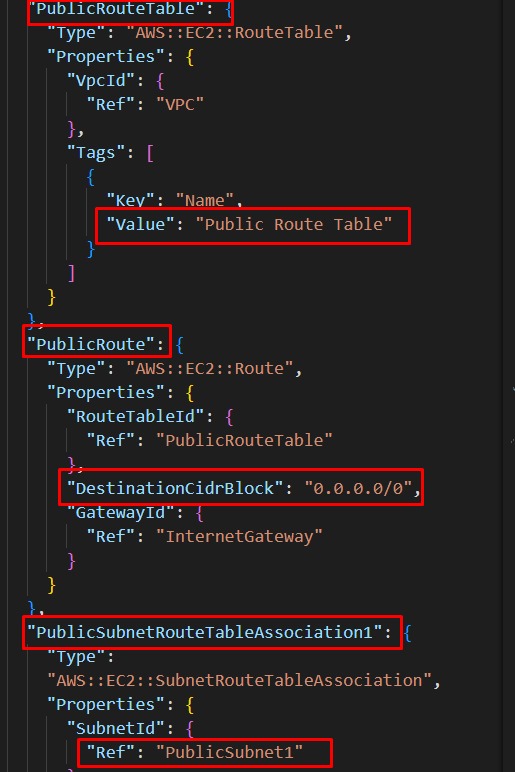 "PublicRouteTable": {
"Type": "AWS::EC2::RouteTable",
"Properties": {
"VpcId": {
"Ref": "VPC"
},
"Tags": [
{
"Key": "Name",
"Value": "Public Route Table"
}
]
}
},
"PublicRoute": {
"Type": "AWS::EC2::Route",
"Properties": {
"RouteTableId": {
"Ref": "PublicRouteTable"
},
"DestinationCidrBlock": "0.0.0.0/0",
"GatewayId": {
"Ref": "InternetGateway"
}
}
},
"PublicSubnetRouteTableAssociation1": {
"Type":
"AWS::EC2::SubnetRouteTableAssociation",
"Properties": {
"SubnetId": {
"Ref": "PublicSubnet1"